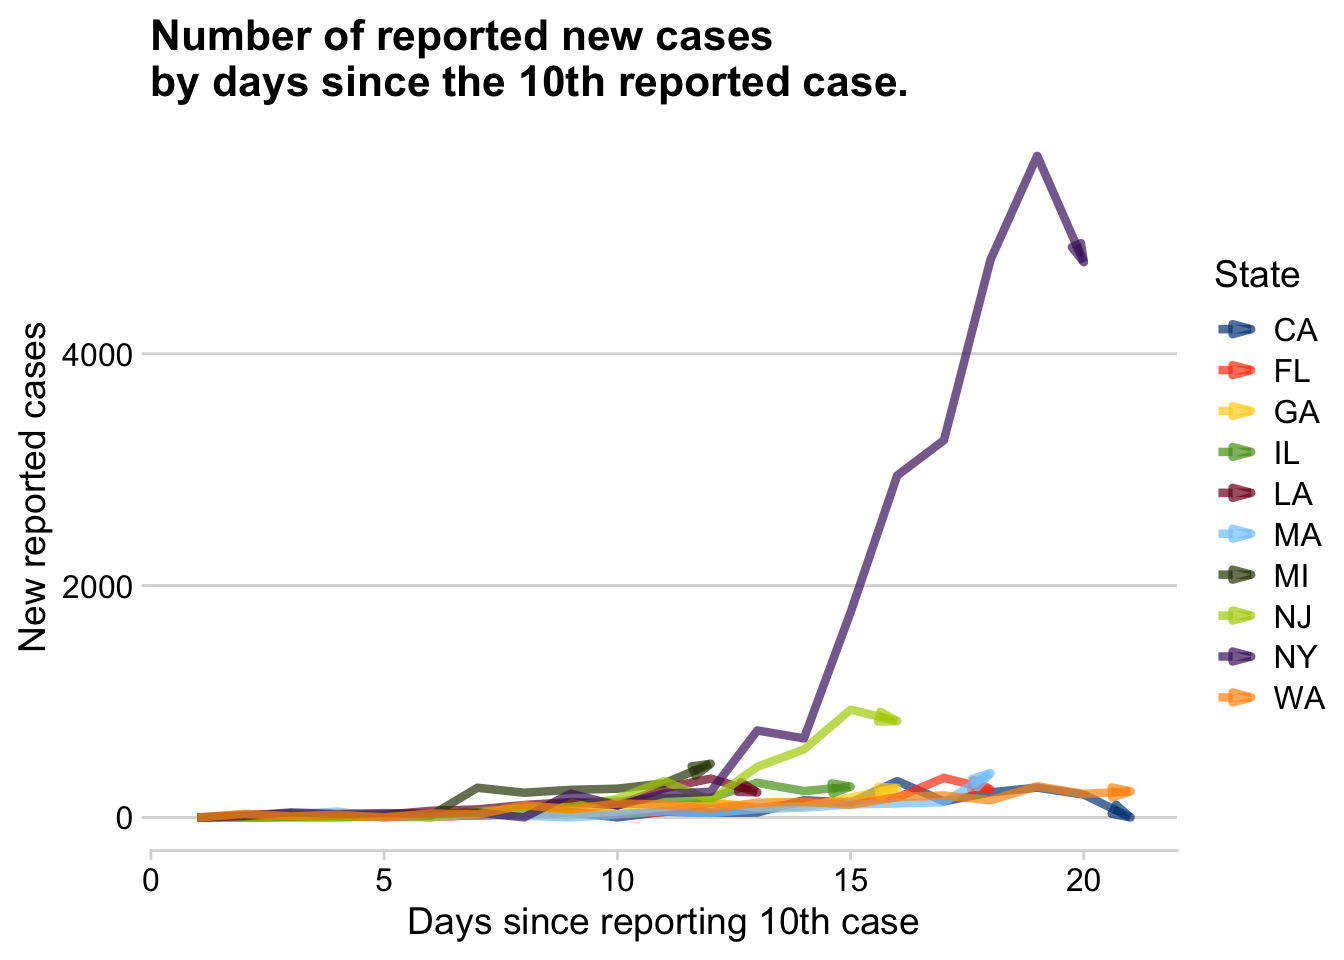 Number of reported new cases
by days since the 10th reported case.
New reported cases
4000
2000
0
0 5 10 15 20
Days since reporting 10th case
State
CA
FL
GA
IL
LA
MA
MI
NJ
NY
WA